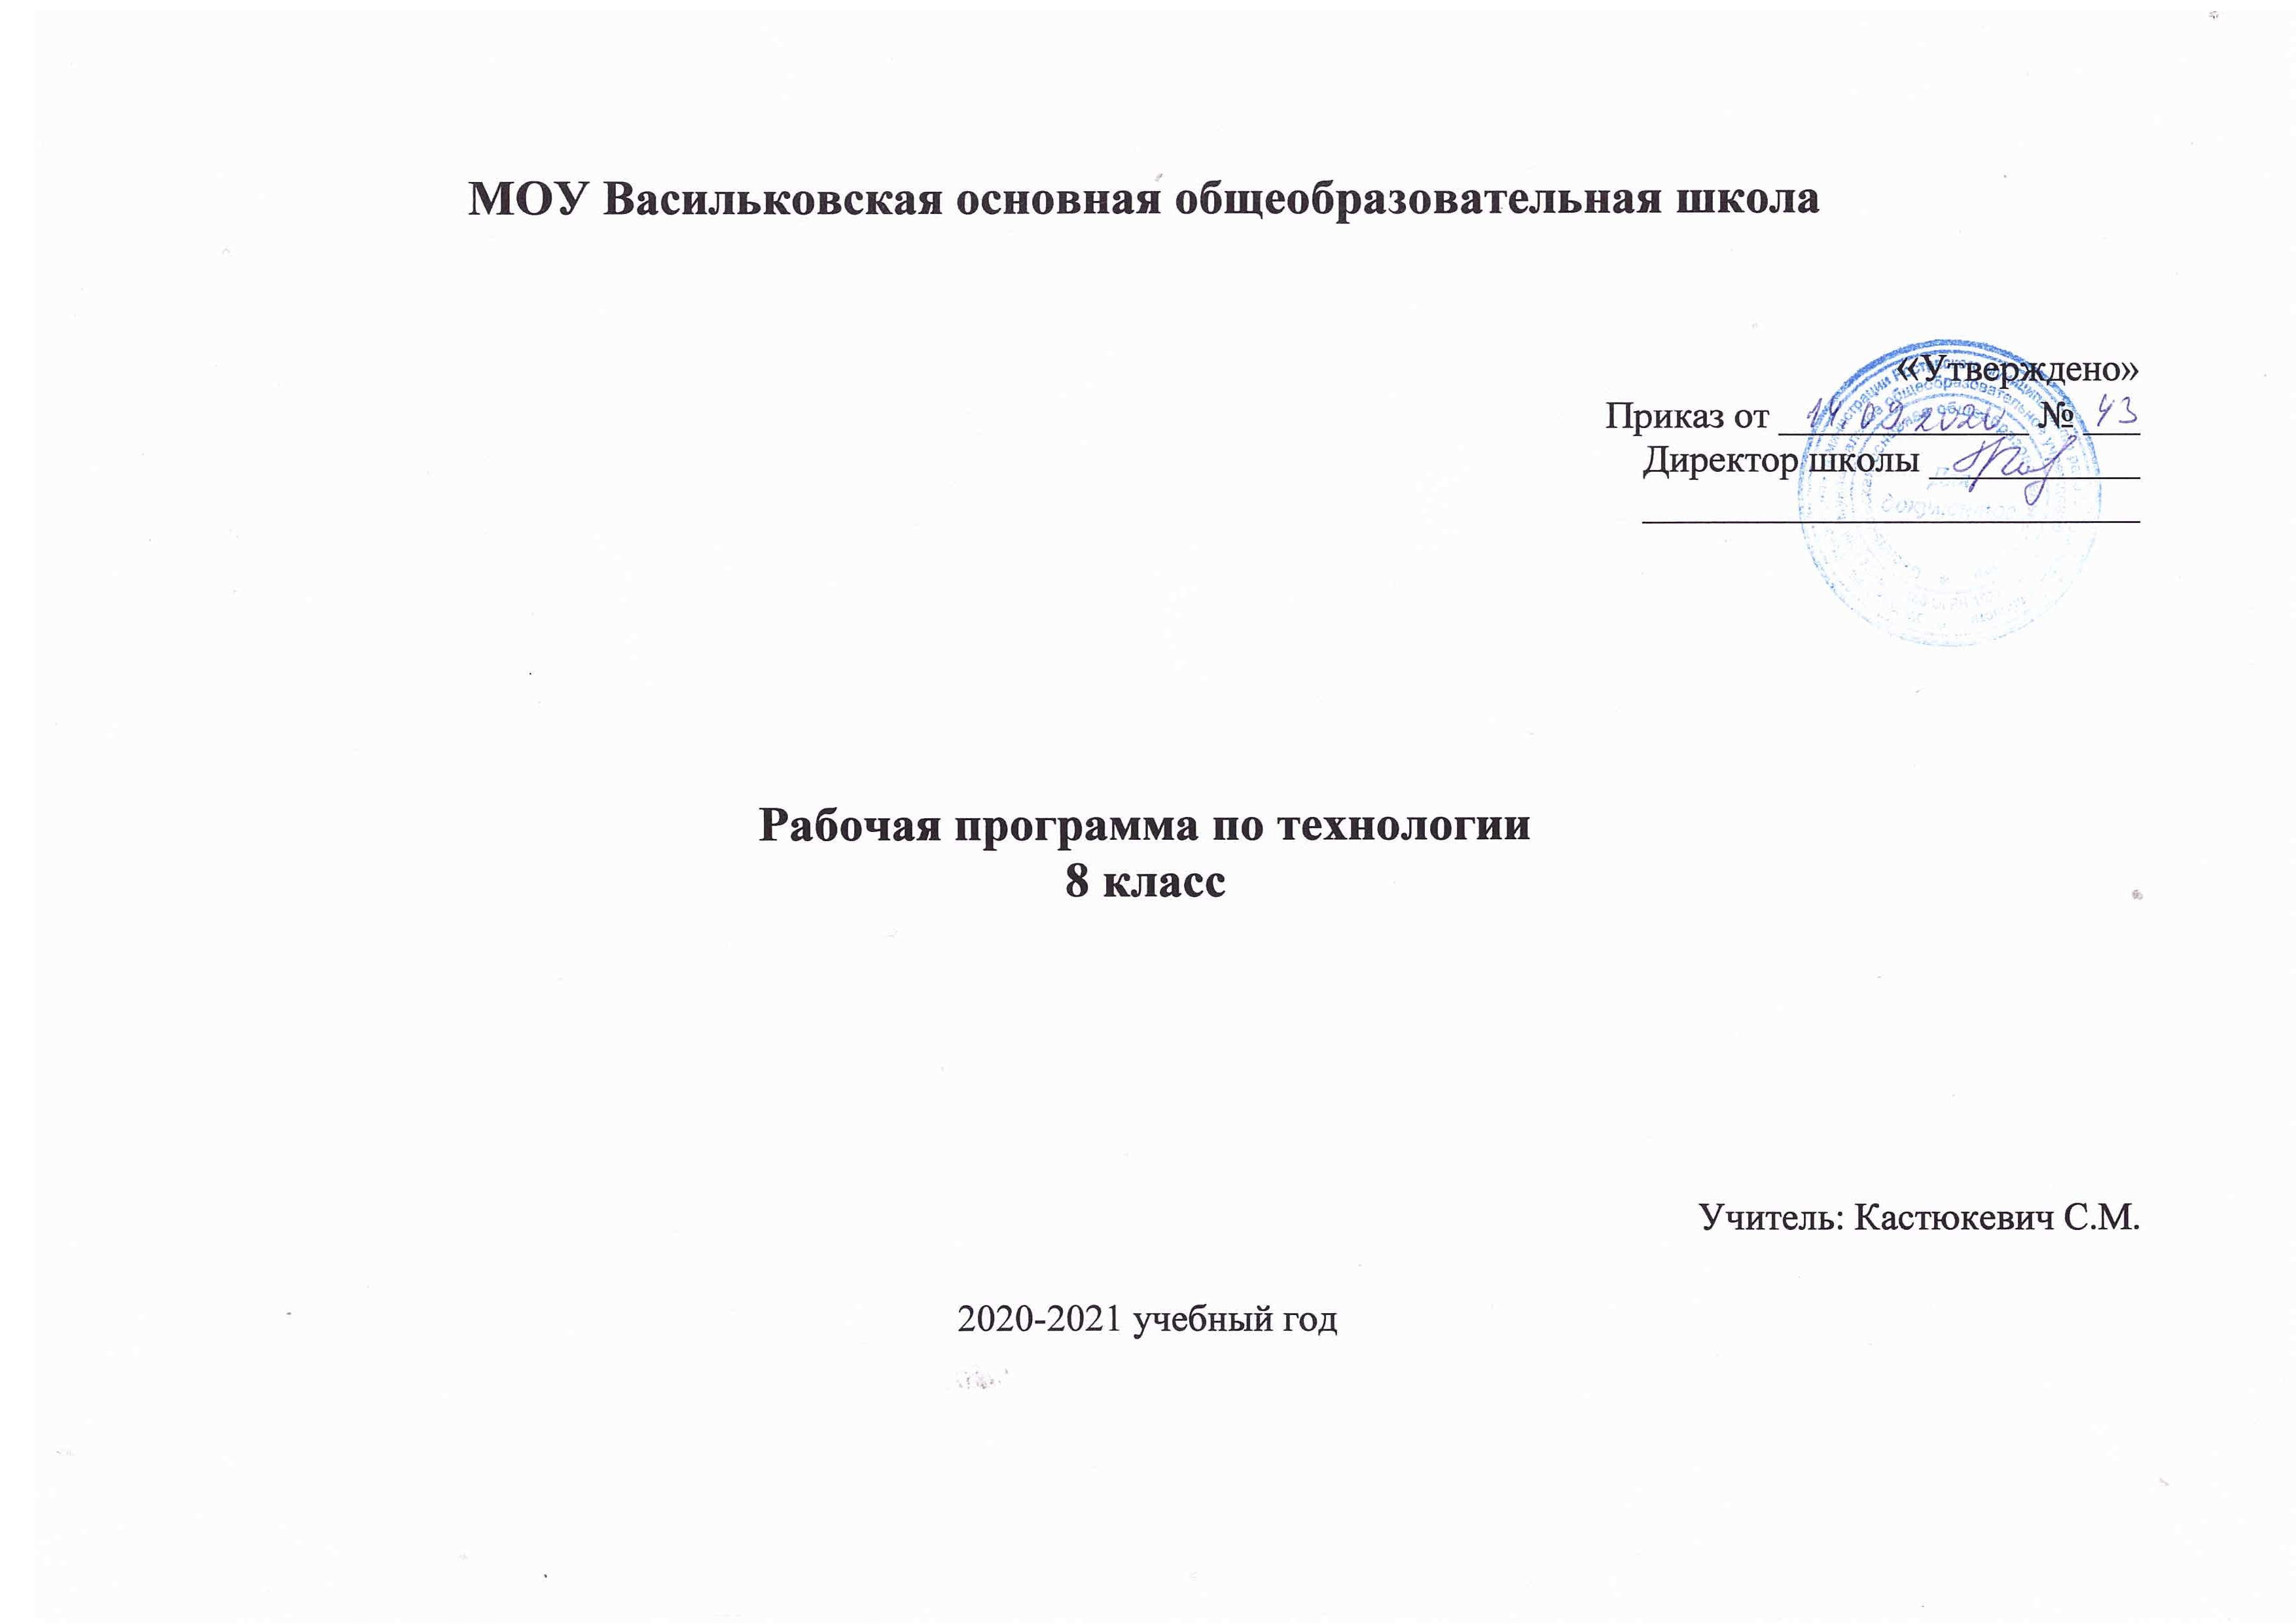 МОУ Васильковская основная общеобразовательная школа
«Утверждено»
Приказ от 11.09.2020 № 43
Директор школы
Рабочая программа по технологии
8 класс
Учитель: Кастюкевич С.М.
2020-2021 учебный год